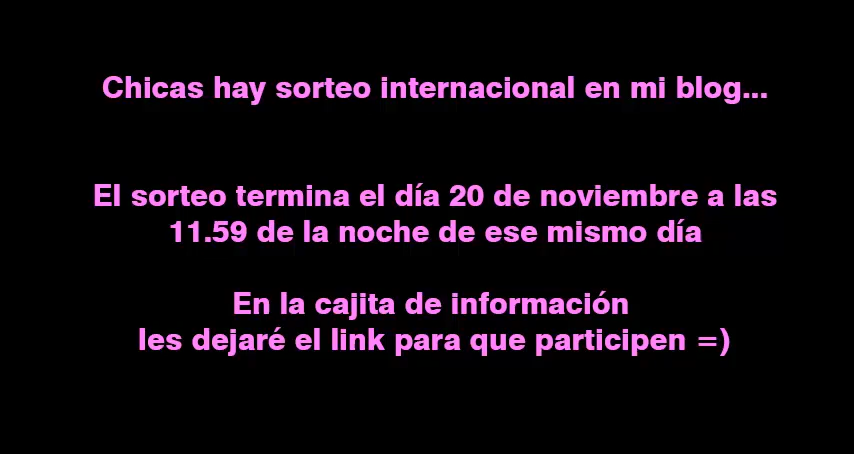 Chicas hay sorteo internacional en mi blog...
El sorteo termina el día 20 de noviembre a las
11.59 de la noche de ese mismo día
En la cajita de información
les dejaré el link para que participen =)